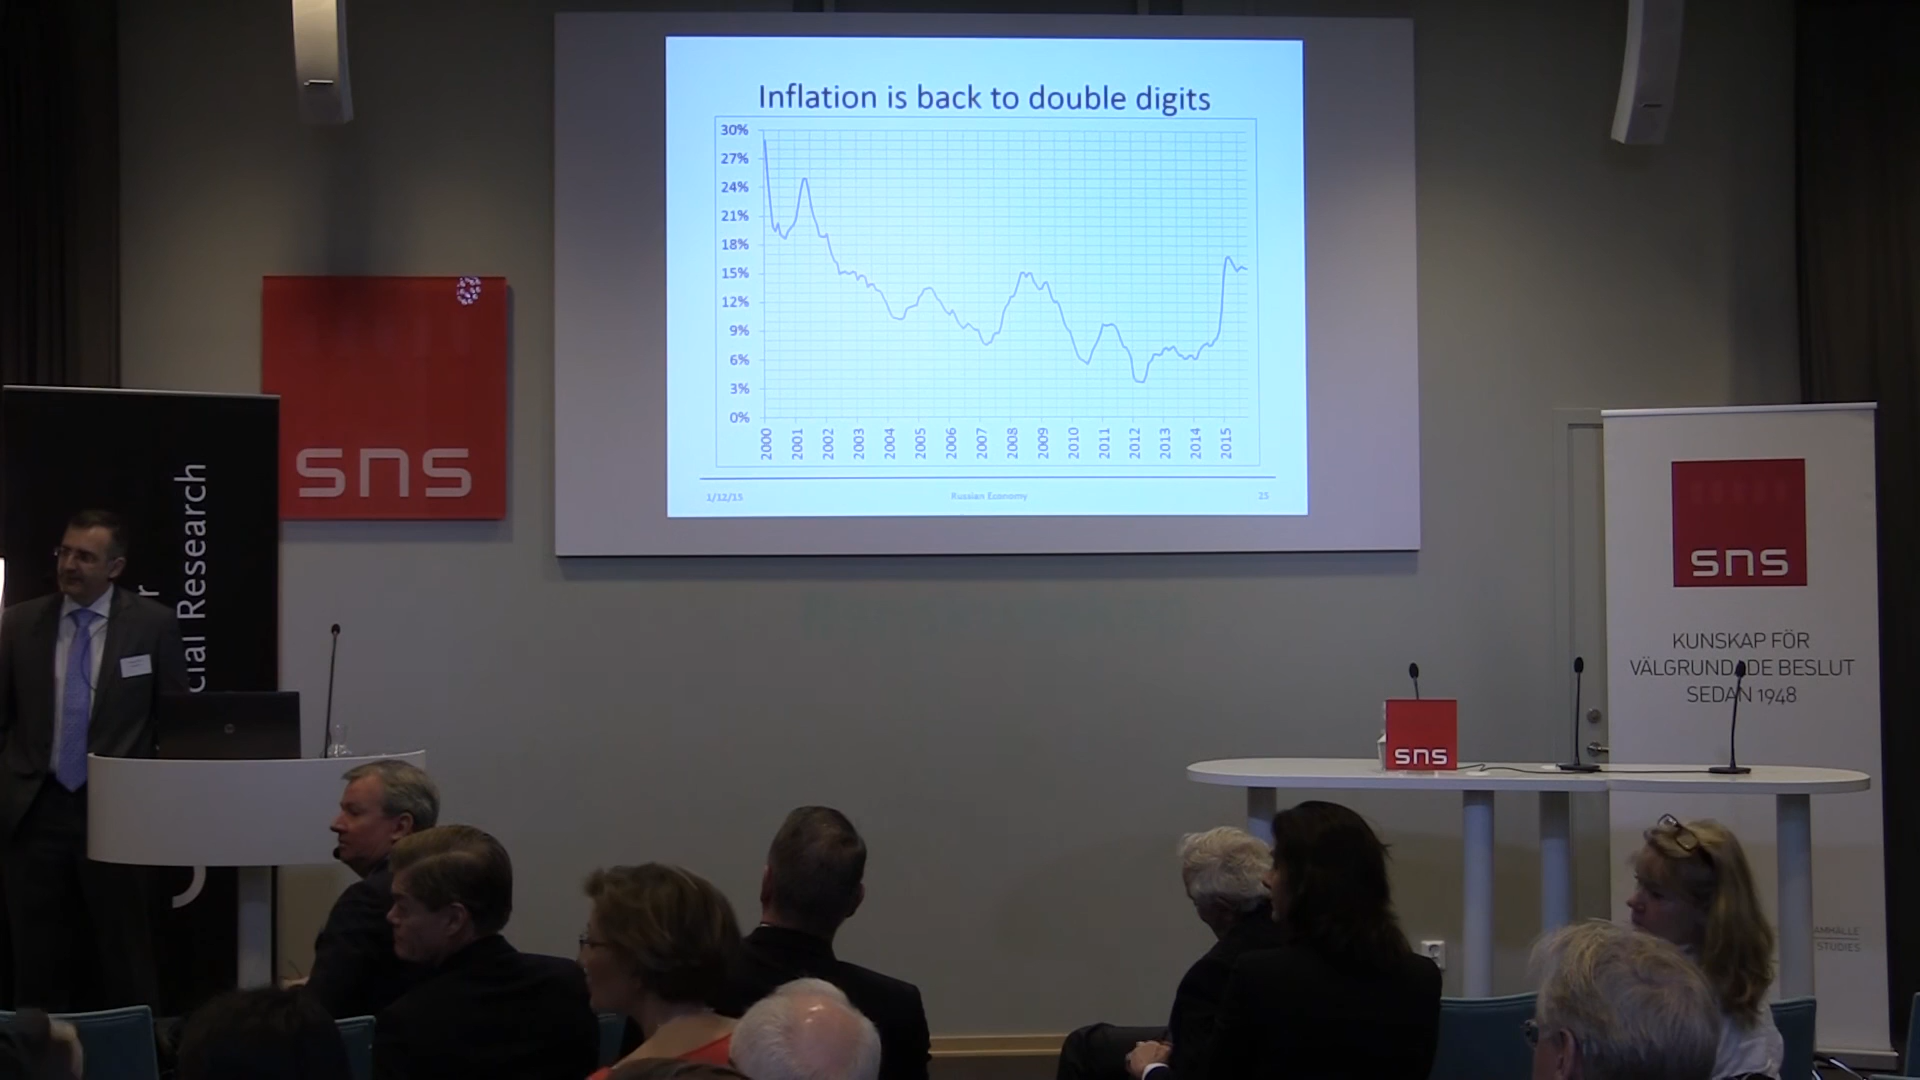 Inflation is back to double digits
30%
27%
24%
21%
18%
15%
12%
9%
6%
3%
0%
2000
2001
2002
2003
2004
2005
2006
2007
2008
2009
2010
2011
2012
2013
2014
2015
1/12/15
Russian Economy
25
sns
cial Research
r
sns
KUNSKAP FÖR
VÄLGRUNDADE BESLUT
SEDAN 1948
sns
AMHÄLLE
STUDIES